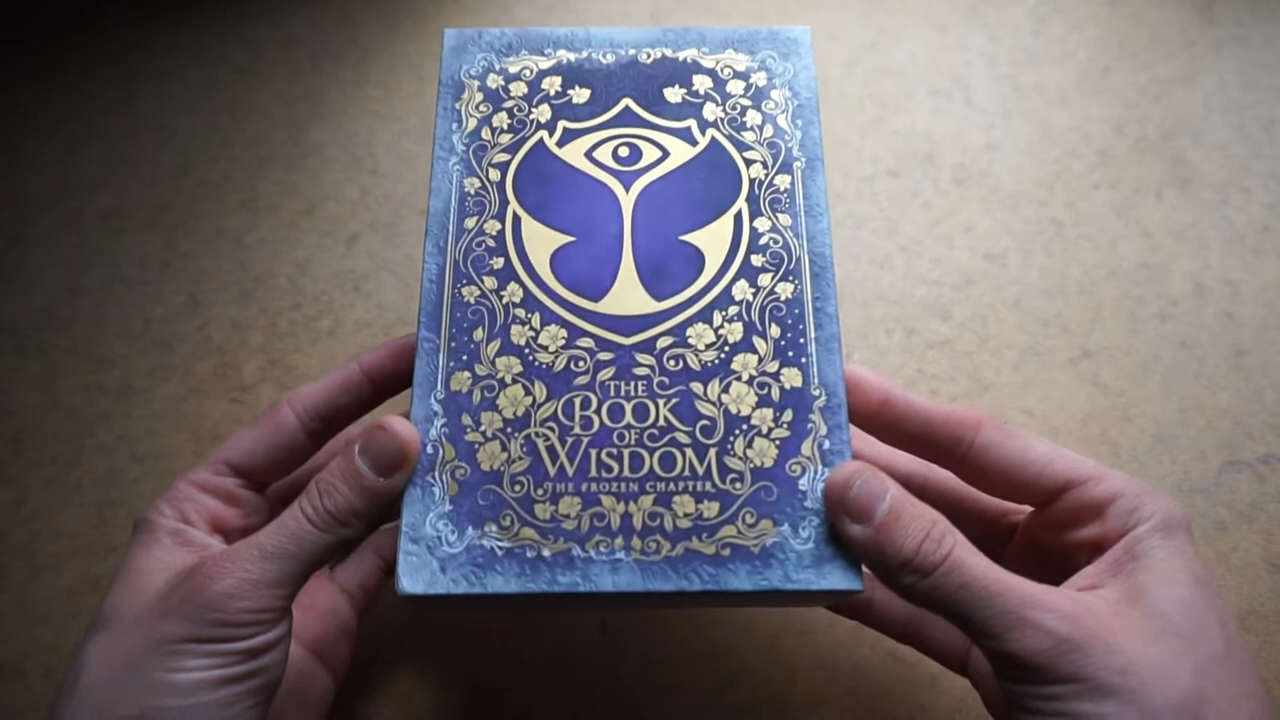 THE
BOOK
OF
WISDOM
THE FROZEN CHAPTER